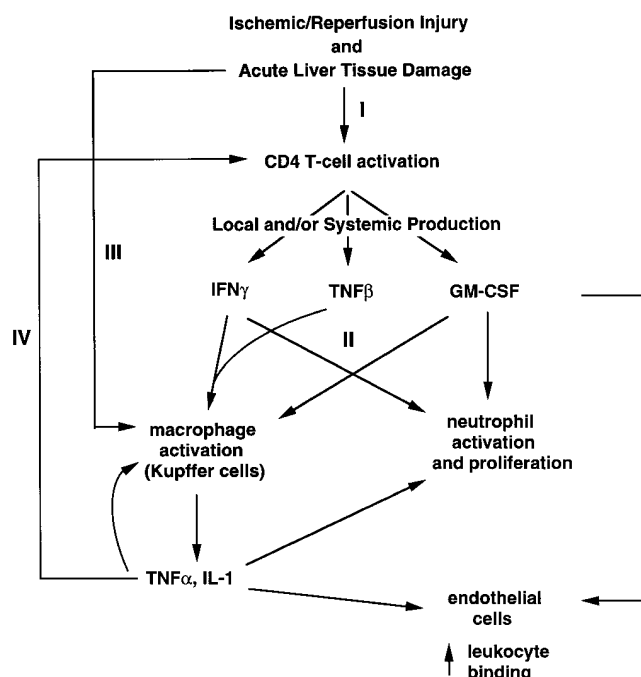 Ischemic/Reperfusion Injury
and
Acute Liver Tissue Damage
I
CD4 T-cell activation
Local and/or Systemic Production
III
IFNγ
TNFβ
GM-CSF
IV
II
macrophage
activation
(Kupffer cells)
neutrophil
activation
and proliferation
TNFα, IL-1
endothelial
cells
leukocyte
binding